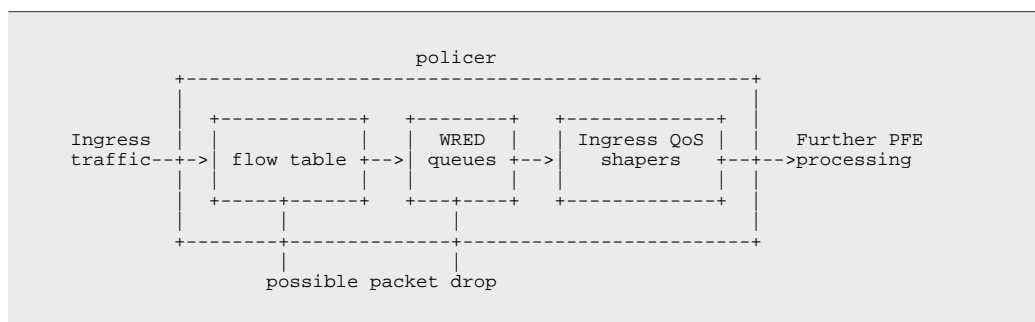 policer
Ingress WRED Ingress QoS Further PFE
traffic flow table queues shapers processing
possible packet drop